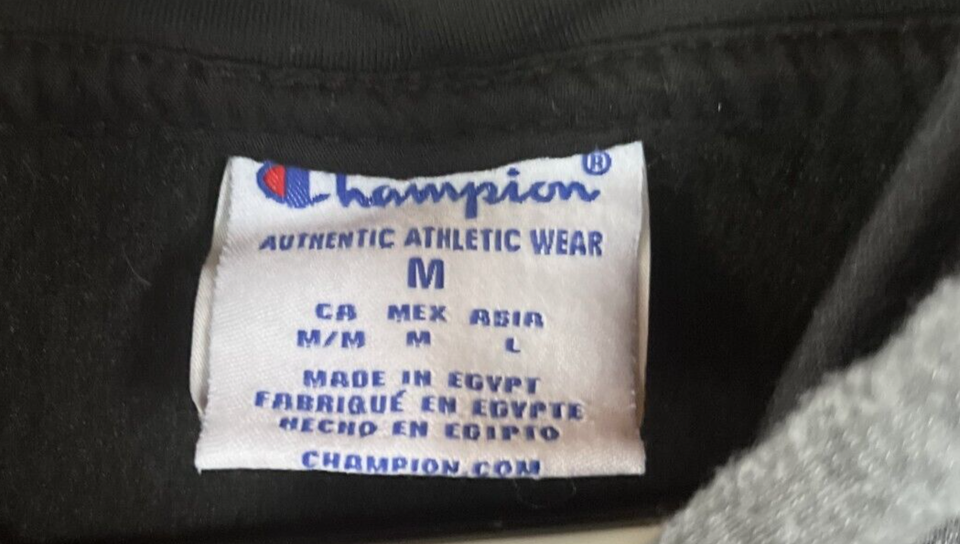 Champion®
AUTHENTIC ATHLETIC WEAR
M
CA MEX ASIA
M/M M L
MADE IN EGYPT
FABRIQUÉ EN EGYPTE
HECHO EN EGIPTO
CHAMPION.COM